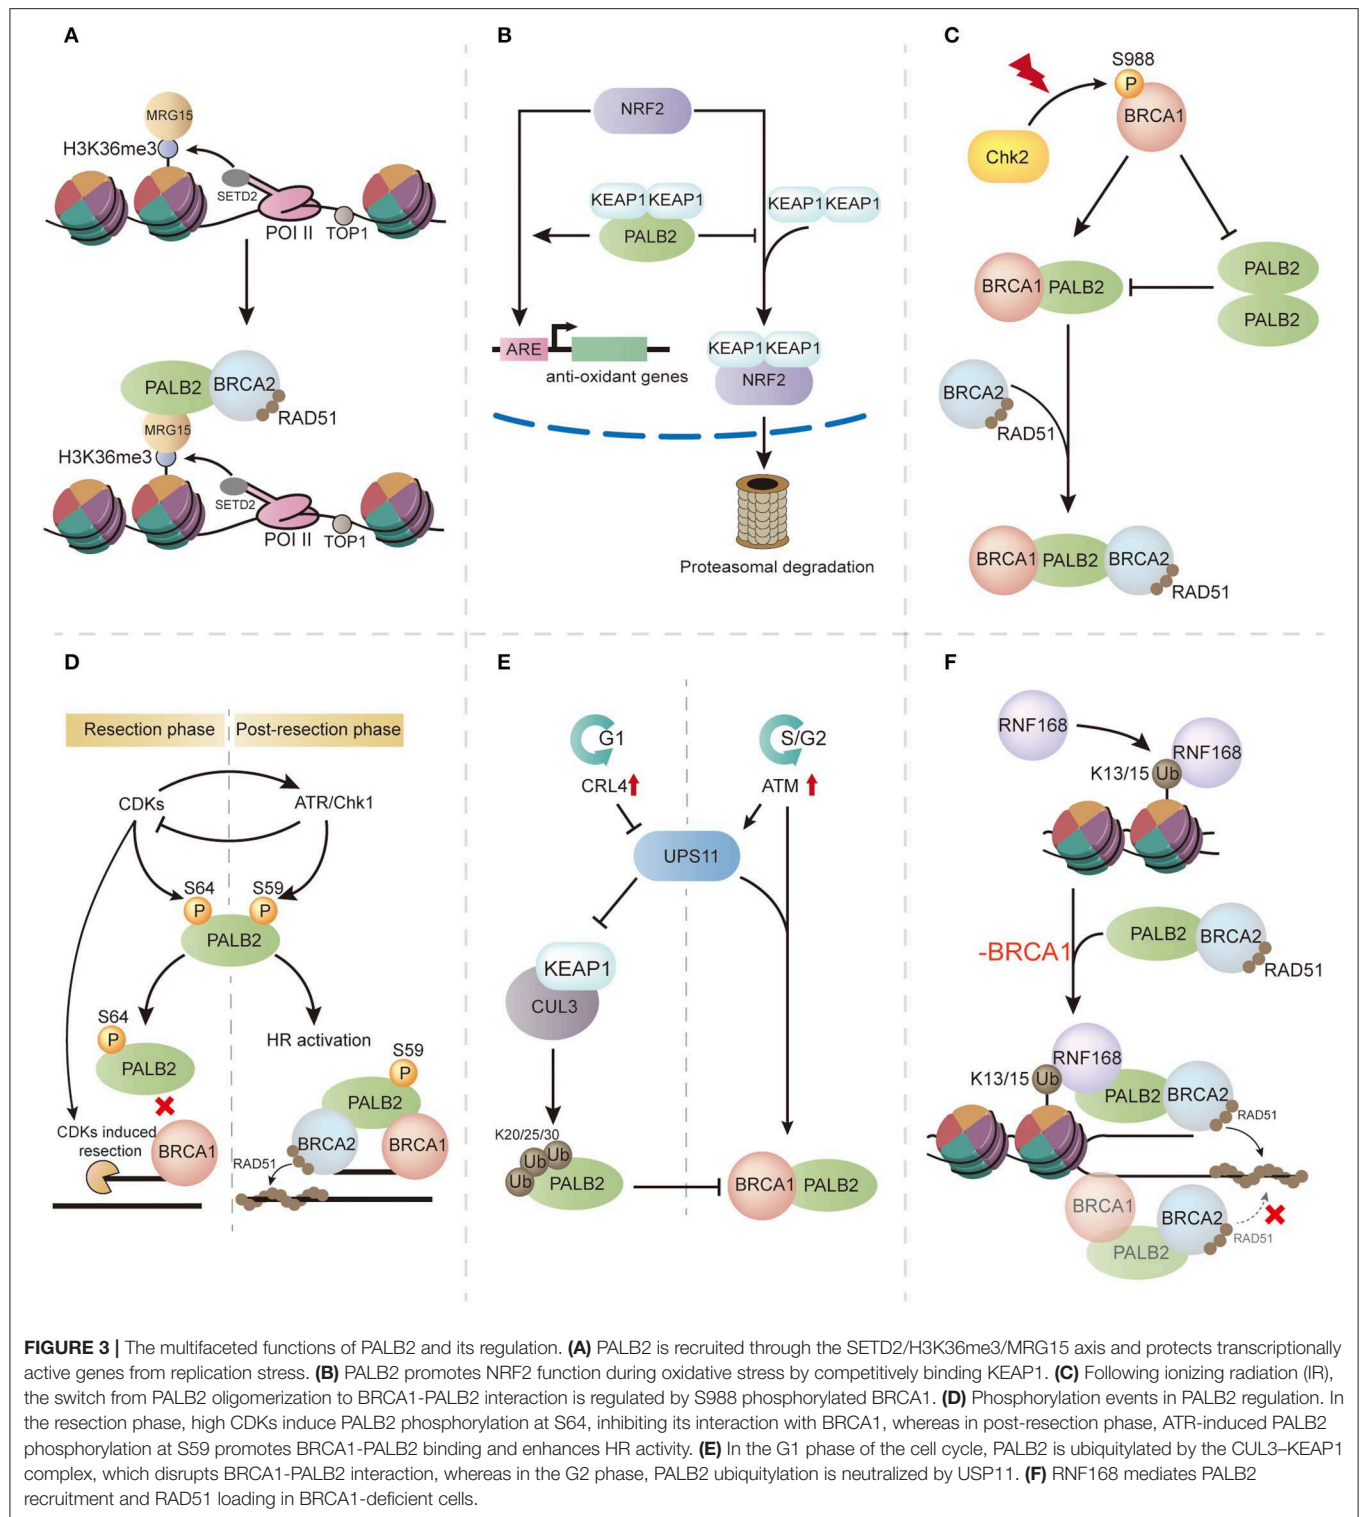 A
MRG15
H3K36me3
SETD2
POI II
TOP1
PALB2
BRCA2
RAD51
MRG15
H3K36me3
SETD2
POI II
TOP1
B
NRF2
KEAP1 KEAP1
PALB2
KEAP1 KEAP1
ARE
anti-oxidant genes
KEAP1 KEAP1
NRF2
Proteasomal degradation
C
S988
P
BRCA1
Chk2
BRCA1 PALB2
PALB2
PALB2
BRCA2
RAD51
BRCA1 PALB2 BRCA2
RAD51
D
Resection phase
Post-resection phase
CDKs
ATR/Chk1
S64
S59
P
P
PALB2
S64
P
PALB2
HR activation
S59
P
PALB2
CDKs induced
resection
BRCA1
BRCA2
BRCA1
RAD51
E
G1
S/G2
CRL4
ATM
UPS11
KEAP1
CUL3
K20/25/30
Ub
Ub
Ub
PALB2
BRCA1 PALB2
F
RNF168
RNF168
K13/15
Ub
-BRCA1
PALB2
BRCA2
RAD51
RNF168
K13/15
Ub
PALB2
BRCA2
RAD51
BRCA1
BRCA2
PALB2
RAD51
FIGURE 3 | The multifaceted functions of PALB2 and its regulation. (A) PALB2 is recruited through the SETD2/H3K36me3/MRG15 axis and protects transcriptionally
active genes from replication stress. (B) PALB2 promotes NRF2 function during oxidative stress by competitively binding KEAP1. (C) Following ionizing radiation (IR),
the switch from PALB2 oligomerization to BRCA1-PALB2 interaction is regulated by S988 phosphorylated BRCA1. (D) Phosphorylation events in PALB2 regulation. In
the resection phase, high CDKs induce PALB2 phosphorylation at S64, inhibiting its interaction with BRCA1, whereas in post-resection phase, ATR-induced PALB2
phosphorylation at S59 promotes BRCA1-PALB2 binding and enhances HR activity. (E) In the G1 phase of the cell cycle, PALB2 is ubiquitylated by the CUL3–KEAP1
complex, which disrupts BRCA1-PALB2 interaction, whereas in the G2 phase, PALB2 ubiquitylation is neutralized by USP11. (F) RNF168 mediates PALB2
recruitment and RAD51 loading in BRCA1-deficient cells.